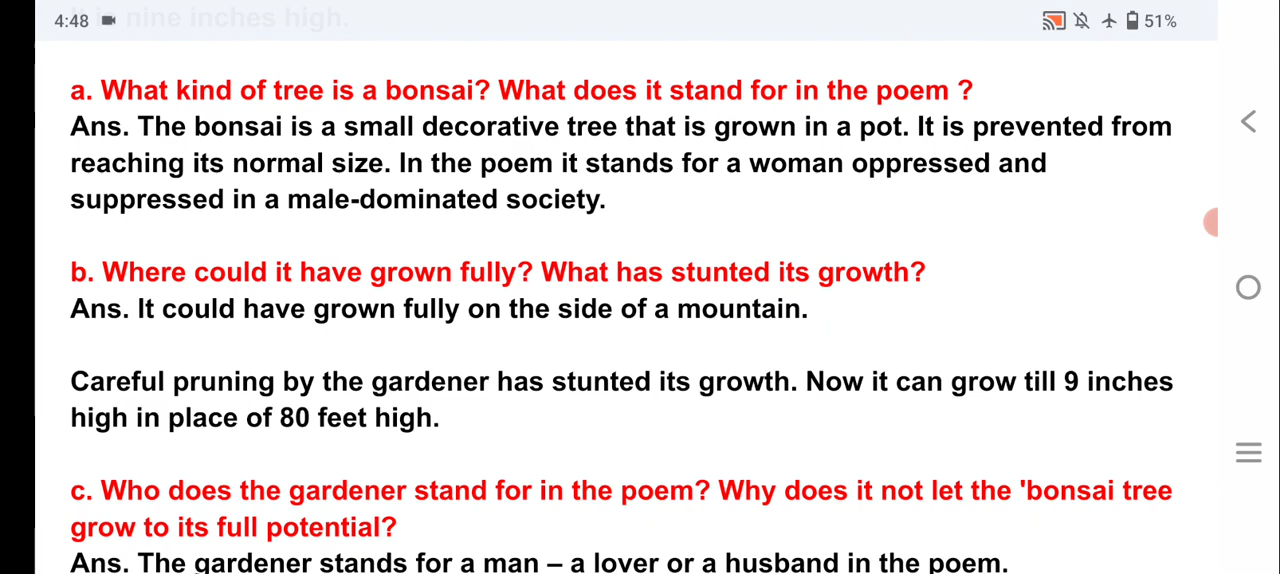 It is nine inches high.
4:48
51%
a. What kind of tree is a bonsai? What does it stand for in the poem ?
Ans. The bonsai is a small decorative tree that is grown in a pot. It is prevented from
reaching its normal size. In the poem it stands for a woman oppressed and
suppressed in a male-dominated society.
b. Where could it have grown fully? What has stunted its growth?
Ans. It could have grown fully on the side of a mountain.
Careful pruning by the gardener has stunted its growth. Now it can grow till 9 inches
high in place of 80 feet high.
c. Who does the gardener stand for in the poem? Why does it not let the 'bonsai tree
grow to its full potential?
Ans. The gardener stands for a man – a lover or a husband in the poem.